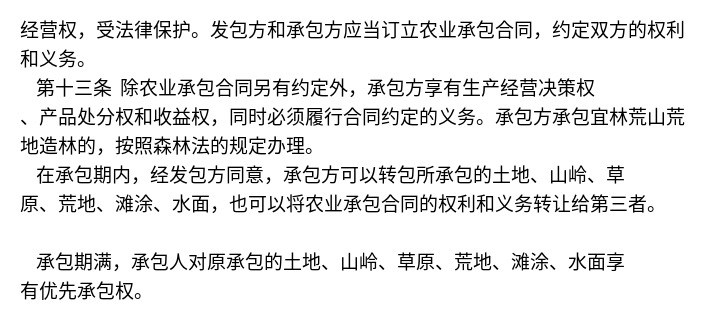 经营权，受法律保护。发包方和承包方应当订立农业承包合同，约定双方的权利
和义务。
第十三条 除农业承包合同另有约定外，承包方享有生产经营决策权
、产品处分权和收益权，同时必须履行合同约定的义务。承包方承包宜林荒山荒
地造林的，按照森林法的规定办理。
在承包期内，经发包方同意，承包方可以转包所承包的土地、山岭、草
原、荒地、滩涂、水面，也可以将农业承包合同的权利和义务转让给第三者。
承包期满，承包人对原承包的土地、山岭、草原、荒地、滩涂、水面享
有优先承包权。